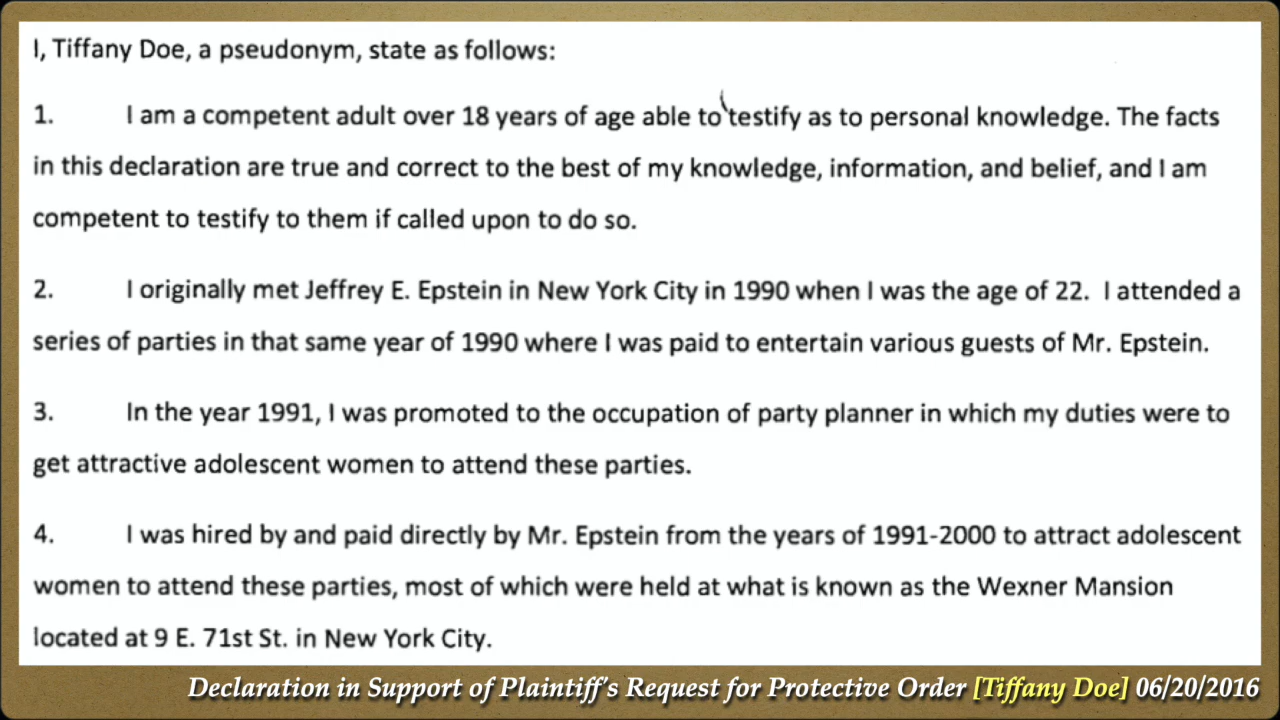 I, Tiffany Doe, a pseudonym, state as follows:
1. I am a competent adult over 18 years of age able to testify as to personal knowledge. The facts
in this declaration are true and correct to the best of my knowledge, information, and belief, and I am
competent to testify to them if called upon to do so.
2. I originally met Jeffrey E. Epstein in New York City in 1990 when I was the age of 22. I attended a
series of parties in that same year of 1990 where I was paid to entertain various guests of Mr. Epstein.
3. In the year 1991, I was promoted to the occupation of party planner in which my duties were to
get attractive adolescent women to attend these parties.
4. I was hired by and paid directly by Mr. Epstein from the years of 1991-2000 to attract adolescent
women to attend these parties, most of which were held at what is known as the Wexner Mansion
located at 9 E. 71st St. in New York City.
Declaration in Support of Plaintiff's Request for Protective Order [Tiffany Doe] 06/20/2016